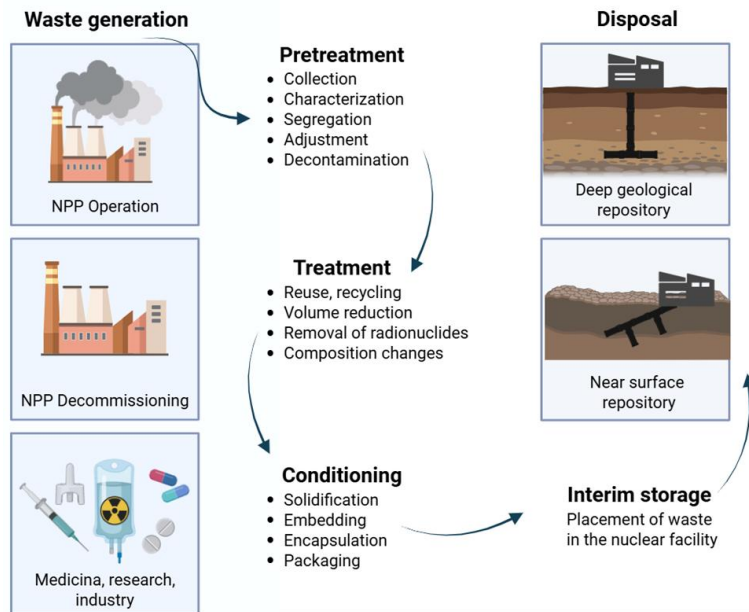 Waste generation
NPP Operation
NPP Decommissioning
Medicina, research,
industry
Pretreatment
• Collection
• Characterization
• Segregation
• Adjustment
• Decontamination
Treatment
• Reuse, recycling
• Volume reduction
• Removal of radionuclides
• Composition changes
Conditioning
• Solidification
• Embedding
• Encapsulation
• Packaging
Interim storage
Placement of waste
in the nuclear facility
Disposal
Deep geological
repository
Near surface
repository